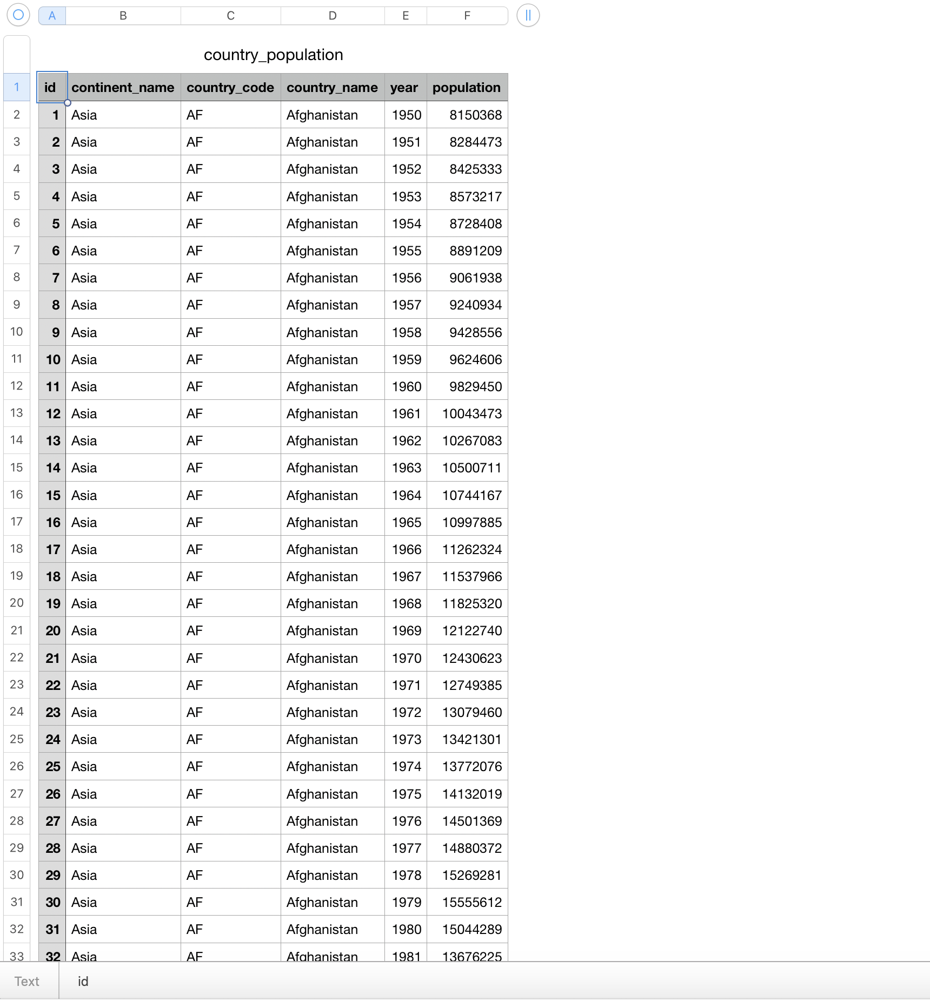 A B C D E F
country_population
1 id continent_name country_code country_name year population
2 1 Asia AF Afghanistan 1950 8150368
3 2 Asia AF Afghanistan 1951 8284473
4 3 Asia AF Afghanistan 1952 8425333
5 4 Asia AF Afghanistan 1953 8573217
6 5 Asia AF Afghanistan 1954 8728408
7 6 Asia AF Afghanistan 1955 8891209
8 7 Asia AF Afghanistan 1956 9061938
9 8 Asia AF Afghanistan 1957 9240934
10 9 Asia AF Afghanistan 1958 9428556
11 10 Asia AF Afghanistan 1959 9624606
12 11 Asia AF Afghanistan 1960 9829450
13 12 Asia AF Afghanistan 1961 10043473
14 13 Asia AF Afghanistan 1962 10267083
15 14 Asia AF Afghanistan 1963 10500711
16 15 Asia AF Afghanistan 1964 10744167
17 16 Asia AF Afghanistan 1965 10997885
18 17 Asia AF Afghanistan 1966 11262324
19 18 Asia AF Afghanistan 1967 11537966
20 19 Asia AF Afghanistan 1968 11825320
21 20 Asia AF Afghanistan 1969 12122740
22 21 Asia AF Afghanistan 1970 12430623
23 22 Asia AF Afghanistan 1971 12749385
24 23 Asia AF Afghanistan 1972 13079460
25 24 Asia AF Afghanistan 1973 13421301
26 25 Asia AF Afghanistan 1974 13772076
27 26 Asia AF Afghanistan 1975 14132019
28 27 Asia AF Afghanistan 1976 14501369
29 28 Asia AF Afghanistan 1977 14880372
30 29 Asia AF Afghanistan 1978 15269281
31 30 Asia AF Afghanistan 1979 15555612
32 31 Asia AF Afghanistan 1980 15044289
33 32 Asia AF Afghanistan 1981 13676225
Text id